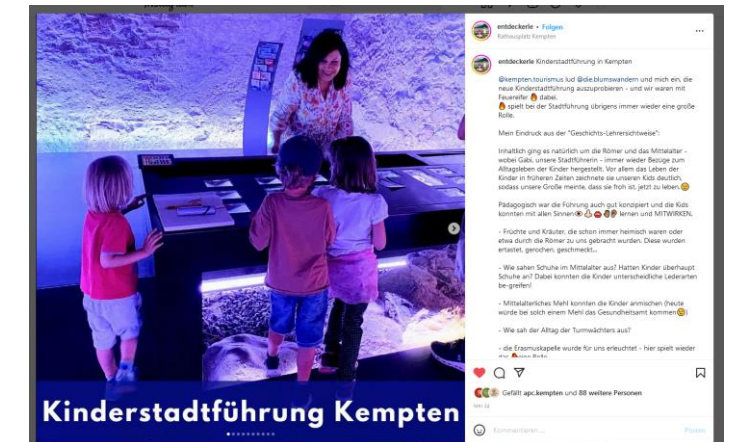 Kinderstadtführung Kempten
entdeckerle • Folgen
Rathausplatz Kempten
entdeckerle Kinderstadtführung in Kempten
@kempten.tourismus lud @die.blumswandern und mich ein, die
neue Kinderstadtführung auszuprobieren - und wir waren mit
Feuereifer 🔥 dabei.
🔥 spielt bei der Stadtführung übrigens immer wieder eine große
Rolle.
Mein Eindruck aus der "Geschichts-Lehrersichtweise":
Inhaltlich ging es natürlich um die Römer und das Mittelalter -
wobei Gabi, unsere Stadtführerin - immer wieder Bezüge zum
Alltagsleben der Kinder hergestellt. Vor allem das Leben der
Kinder in früheren Zeiten zeichnete sie unseren Kids deutlich,
sodass unsere Große meinte, dass sie froh ist, jetzt zu leben.😊
Pädagogisch war die Führung auch gut konzipiert und die Kids
konnten mit allen Sinnen 👁👃👄👂 lernen und MITWIRKEN.
- Früchte und Kräuter, die schon immer heimisch waren oder
etwa durch die Römer zu uns gebracht wurden. Diese wurden
ertastet, gerochen, geschmeckt...
- Wie sahen Schuhe im Mittelalter aus? Hatten Kinder überhaupt
Schuhe an? Dabei konnten die Kinder unterschiedliche Lederarten
be-greifen!
- Mittelalterliches Mehl konnten die Kinder anmischen (heute
würde bei solch einem Mehl das Gesundheitsamt kommen😉)
- Wie sah der Alltag der Turmwächters aus?
- die Erasmuskapelle wurde für uns erleuchtet - hier spielt wieder
das 🔥eine Rolle
Gefällt apc.kempten und 88 weitere Personen
Kommentieren ...
Posten